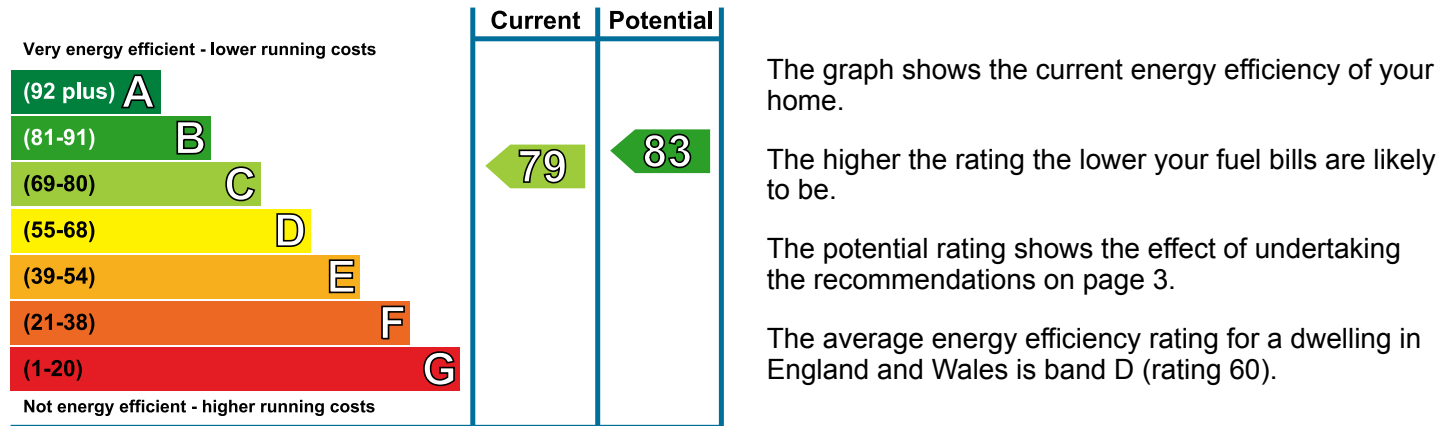 Current Potential
Very energy efficient - lower running costs
(92 plus) A
(81-91) B
(69-80) C
(55-68) D
(39-54) E
(21-38) F
(1-20) G
Not energy efficient - higher running costs
79
83
The graph shows the current energy efficiency of your
home.
The higher the rating the lower your fuel bills are likely
to be.
The potential rating shows the effect of undertaking
the recommendations on page 3.
The average energy efficiency rating for a dwelling in
England and Wales is band D (rating 60).